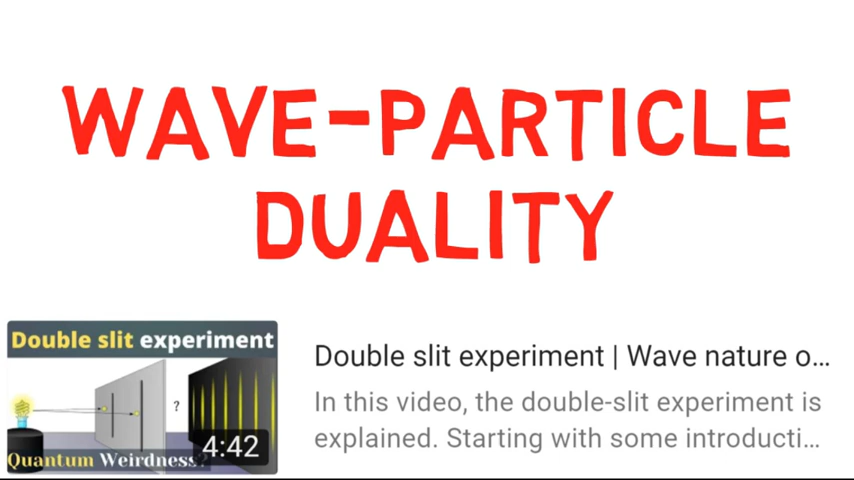 WAVE-PARTICLE
DUALITY
Double slit experiment
?
Quantum Weirdness?
4:42
Double slit experiment | Wave nature o...
In this video, the double-slit experiment is
explained. Starting with some introducti...